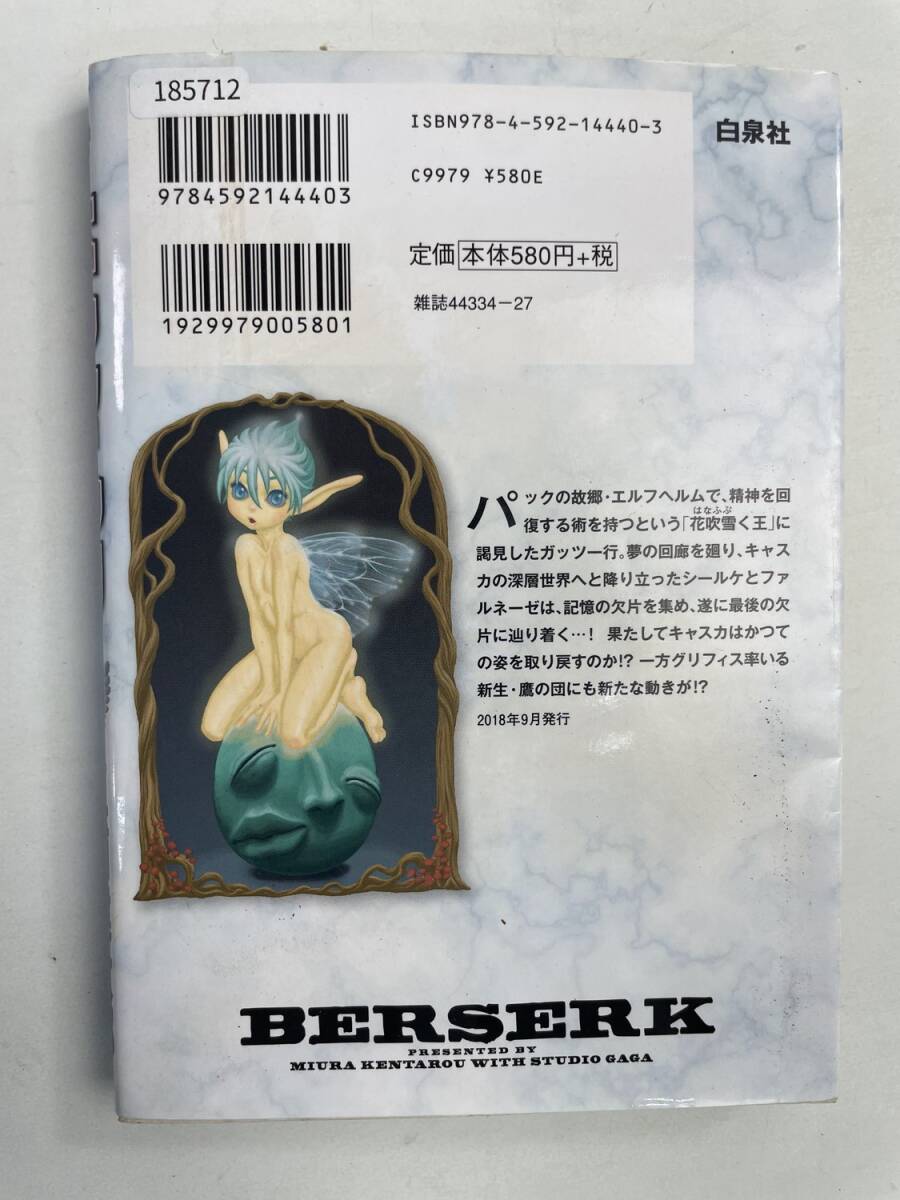 185712
9784592144403
1929979005801
ISBN978-4-592-14440-3
C9979 ¥580E
定価 本体580円+税
雑誌44334-27
白泉社
パックの故郷・エルフヘルムで、精神を回
復する術を持つという「花吹雪く王」に
はなふぶ
謁見したガッツ一行。夢の回廊を廻り、キャス
カの深層世界へと降り立ったシールケとファ
ルネーゼは、記憶の欠片を集め、遂に最後の欠
片に辿り着く…! 果たしてキャスカはかつて
の姿を取り戻すのか!? 一方グリフィス率いる
新生・鷹の団にも新たな動きが!?
2018年9月発行
BERSERK
PRESENTED BY
MIURA KENTAROU WITH STUDIO GAGA